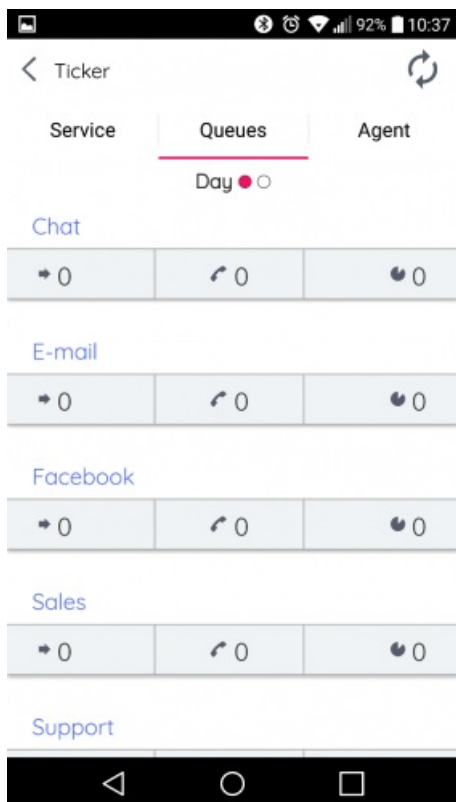 92% 10:37
Ticker
Service Queues Agent
Day
Chat
0 0 0
E-mail
0 0 0
Facebook
0 0 0
Sales
0 0 0
Support